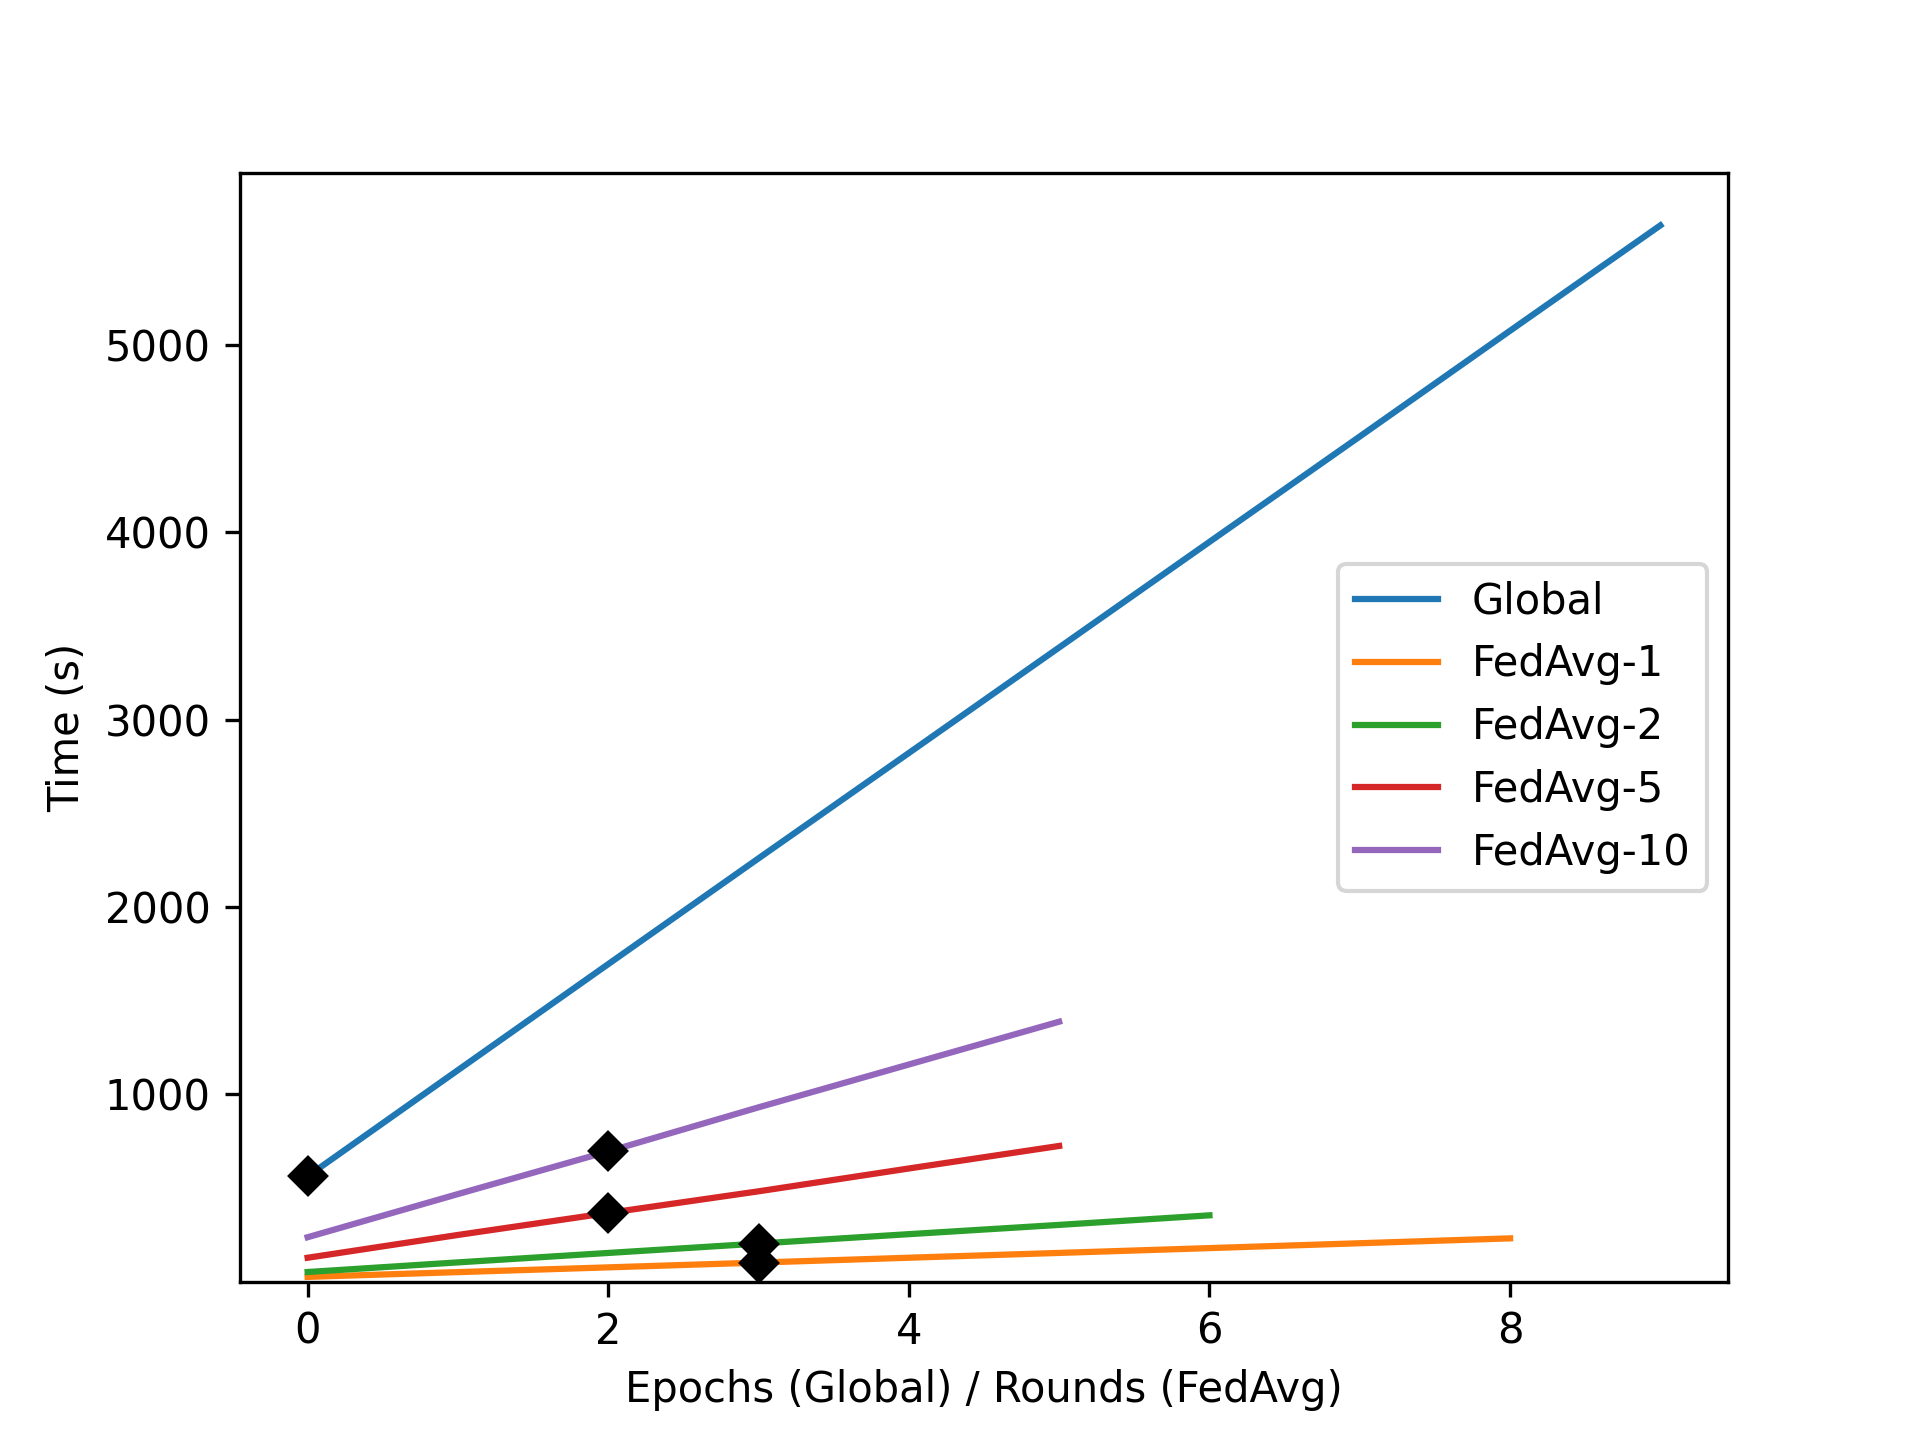 5000
4000
3000
2000
1000
Time (s)
Global
FedAvg-1
FedAvg-2
FedAvg-5
FedAvg-10
0 2 4 6 8
Epochs (Global) / Rounds (FedAvg)